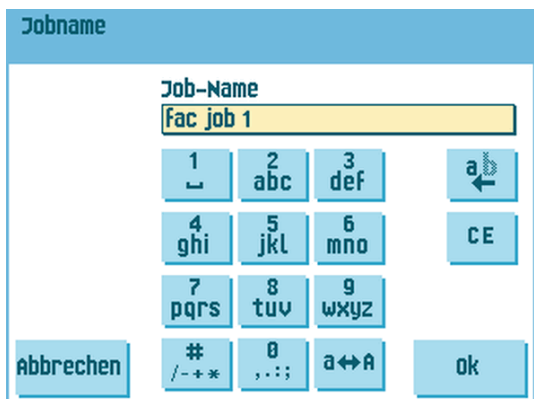 Jobname
Job-Name
Fac job 1
1 2 3
␣ abc def ab
4 5 6
ghi jkl mno CE
7 8 9
pqrs tuv wxyz
# 0
Abbrechen /-+* ,.:; a↔A Ok